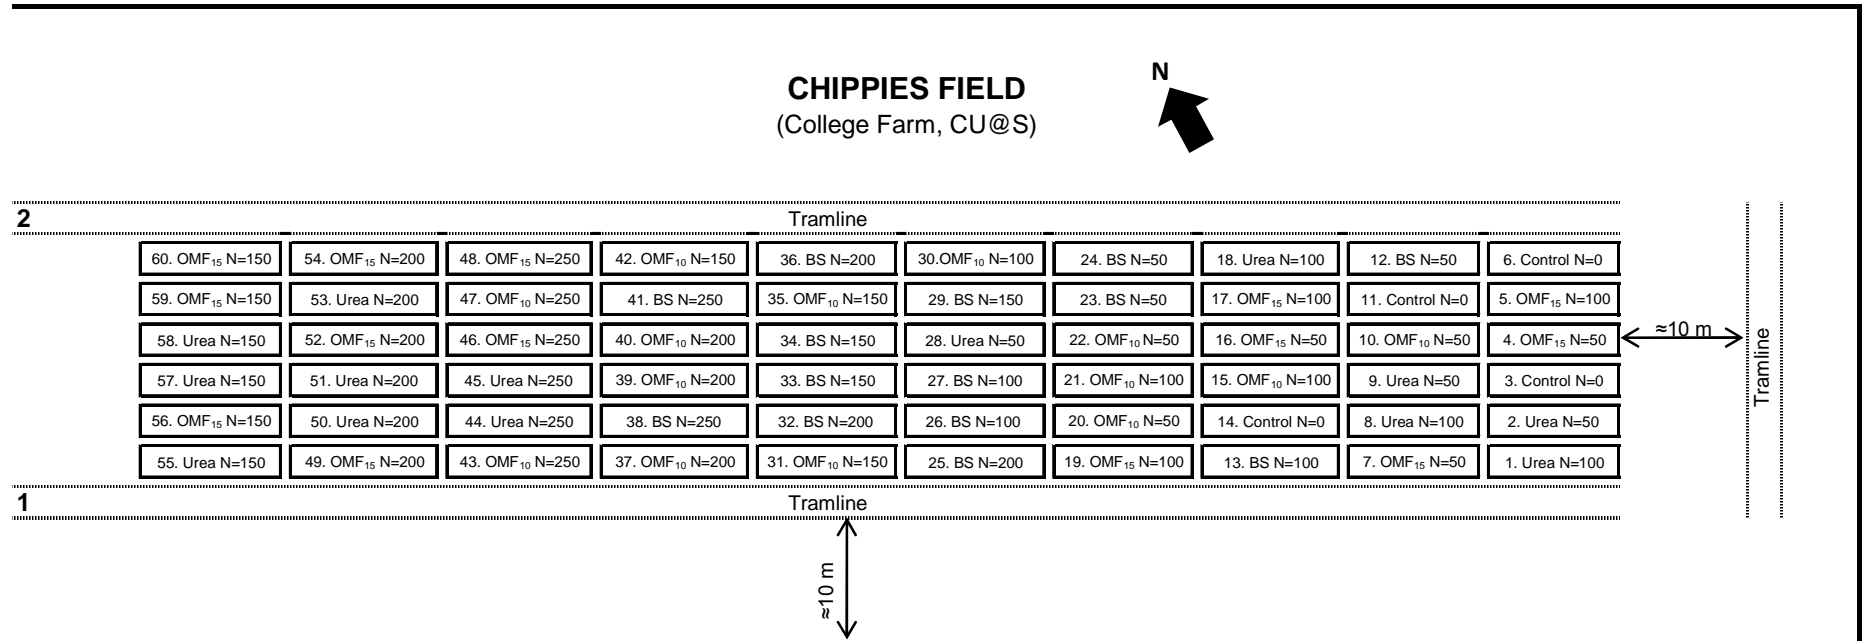 CHIPPIES FIELD
(College Farm, CU@S)
N
2
Tramline
60. OMF₁₅ N=150 54. OMF₁₅ N=200 48. OMF₁₅ N=250 42. OMF₁₀ N=150 36. BS N=200 30.OMF₁₀ N=100 24. BS N=50 18. Urea N=100 12. BS N=50 6. Control N=0
59. OMF₁₅ N=150 53. Urea N=200 47. OMF₁₀ N=250 41. BS N=250 35. OMF₁₀ N=150 29. BS N=150 23. BS N=50 17. OMF₁₅ N=100 11. Control N=0 5. OMF₁₅ N=100
58. Urea N=150 52. OMF₁₅ N=200 46. OMF₁₅ N=250 40. OMF₁₀ N=200 34. BS N=150 28. Urea N=50 22. OMF₁₀ N=50 16. OMF₁₅ N=50 10. OMF₁₀ N=50 4. OMF₁₅ N=50
57. Urea N=150 51. Urea N=200 45. Urea N=250 39. OMF₁₀ N=200 33. BS N=150 27. BS N=100 21. OMF₁₀ N=100 15. OMF₁₀ N=100 9. Urea N=50 3. Control N=0
56. OMF₁₅ N=150 50. Urea N=200 44. Urea N=250 38. BS N=250 32. BS N=200 26. BS N=100 20. OMF₁₀ N=50 14. Control N=0 8. Urea N=100 2. Urea N=50
55. Urea N=150 49. OMF₁₅ N=200 43. OMF₁₀ N=250 37. OMF₁₀ N=200 31. OMF₁₀ N=150 25. BS N=200 19. OMF₁₅ N=100 13. BS N=100 7. OMF₁₅ N=50 1. Urea N=100
≈10 m
Tramline
1
Tramline
≈10 m